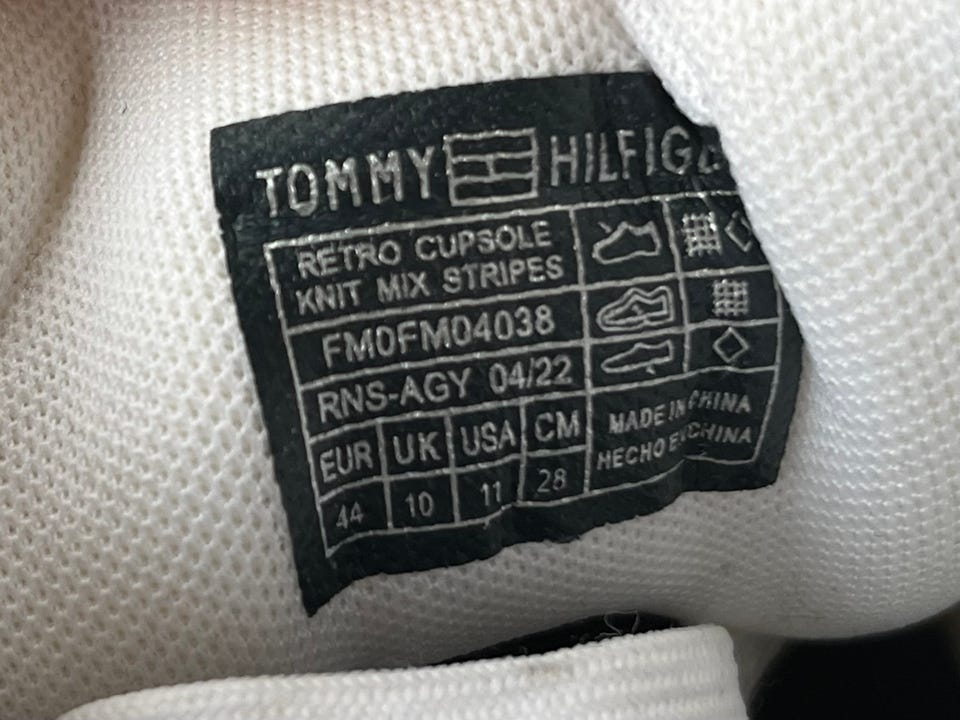 TOMMY HILFIGE
RETRO CUPSOLE
KNIT MIX STRIPES
FM0FM04038
RNS-AGY 04/22
EUR UK USA CM
44 10 11 28
MADE IN CHINA
HECHO EN CHINA